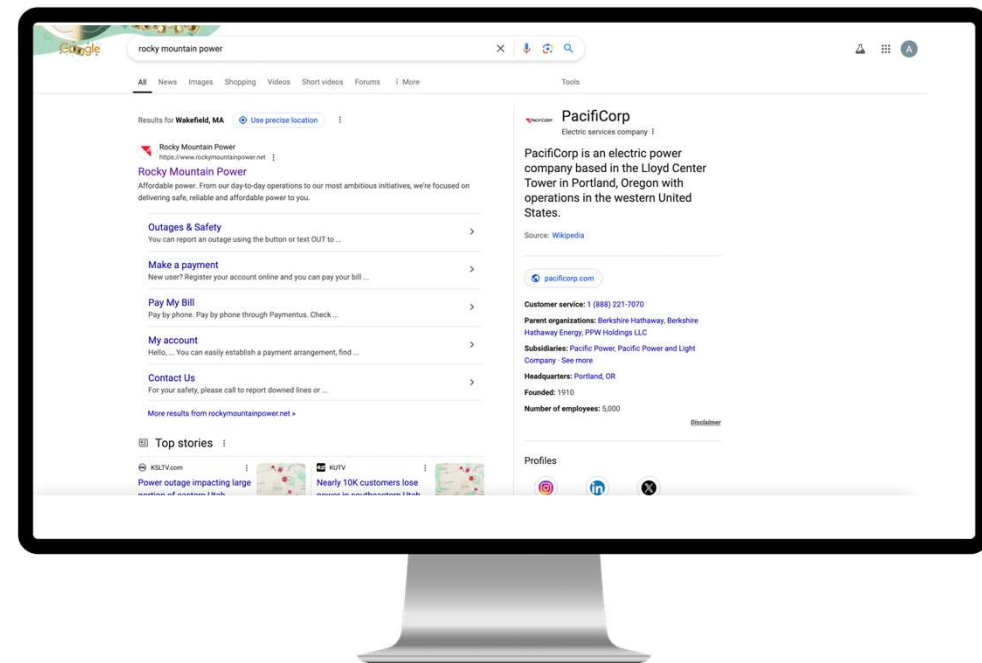 Google
rocky mountain power
A
All News Images Shopping Videos Short videos Forums More Tools
Results for Wakefield, MA Use precise location
Rocky Mountain Power
https://www.rockymountainpower.net
Rocky Mountain Power
Affordable power. From our day-to-day operations to our most ambitious initiatives, we're focused on
delivering safe, reliable and affordable power to you.
Outages & Safety
You can report an outage using the button or text OUT to ...
Make a payment
New user? Register your account online and you can pay your bill ...
Pay My Bill
Pay by phone. Pay by phone through Paymentus. Check ...
My account
Hello, ... You can easily establish a payment arrangement, find ...
Contact Us
For your safety, please call to report downed lines or ...
More results from rockymountainpower.net »
Top stories
KSLTV.com
Power outage impacting large
portion of eastern Utah
KUTV
Nearly 10K customers lose
power in southeastern Utah
PACIFICORP
PacifiCorp
Electric services company
PacifiCorp is an electric power
company based in the Lloyd Center
Tower in Portland, Oregon with
operations in the western United
States.
Source: Wikipedia
pacificorp.com
Customer service: 1 (888) 221-7070
Parent organizations: Berkshire Hathaway, Berkshire
Hathaway Energy, PPW Holdings LLC
Subsidiaries: Pacific Power, Pacific Power and Light
Company · See more
Headquarters: Portland, OR
Founded: 1910
Number of employees: 5,000
Disclaimer
Profiles
in
X